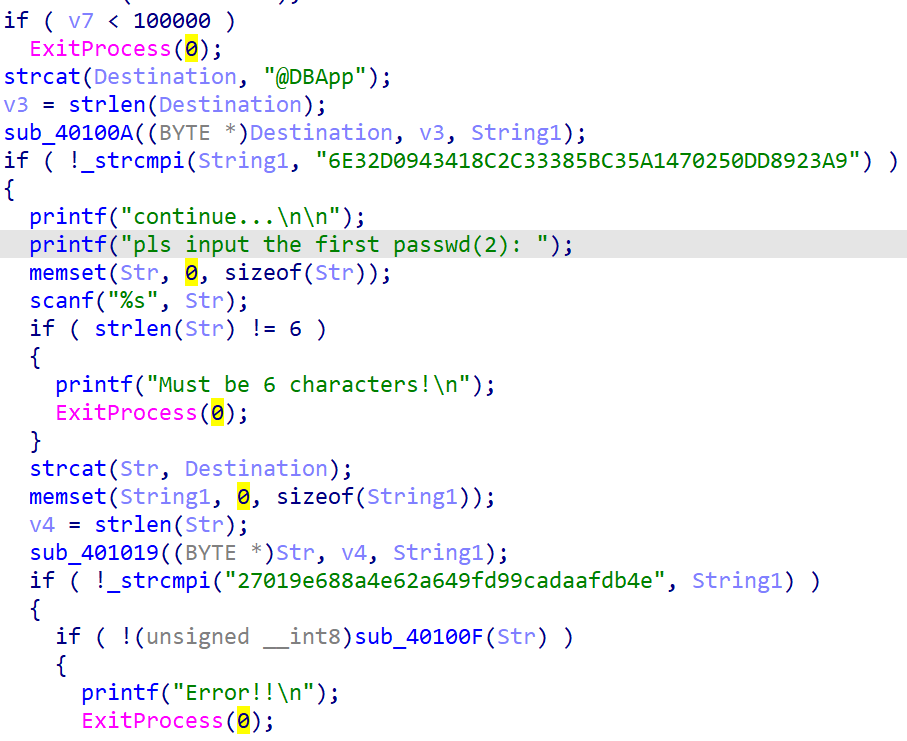 if ( v7 < 100000 )
ExitProcess(0);
strcat(Destination, "@DBApp");
v3 = strlen(Destination);
sub_40100A((BYTE *)Destination, v3, String1);
if ( !_strcmpi(String1, "6E32D0943418C2C33385BC35A1470250DD8923A9") )
{
printf("continue...\n\n");
printf("pls input the first passwd(2): ");
memset(Str, 0, sizeof(Str));
scanf("%s", Str);
if ( strlen(Str) != 6 )
{
printf("Must be 6 characters!\n");
ExitProcess(0);
}
strcat(Str, Destination);
memset(String1, 0, sizeof(String1));
v4 = strlen(Str);
sub_401019((BYTE *)Str, v4, String1);
if ( !_strcmpi("27019e688a4e62a649fd99cadaafdb4e", String1) )
{
if ( !(unsigned __int8)sub_40100F(Str) )
{
printf("Error!!\n");
ExitProcess(0);